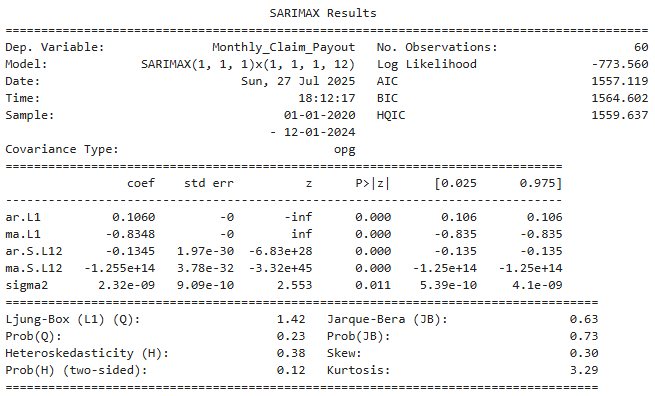 SARIMAX Results
==========================================================================================
Dep. Variable: Monthly_Claim_Payout No. Observations: 60
Model: SARIMAX(1, 1, 1)x(1, 1, 1, 12) Log Likelihood -773.560
Date: Sun, 27 Jul 2025 AIC 1557.119
Time: 18:12:17 BIC 1564.602
Sample: 01-01-2020 HQIC 1559.637
- 12-01-2024
Covariance Type: opg
==============================================================================
coef std err z P>|z| [0.025 0.975]
------------------------------------------------------------------------------
ar.L1 0.1060 -0 -inf 0.000 0.106 0.106
ma.L1 -0.8348 -0 inf 0.000 -0.835 -0.835
ar.S.L12 -0.1345 1.97e-30 -6.83e+28 0.000 -0.135 -0.135
ma.S.L12 -1.255e+14 3.78e-32 -3.32e+45 0.000 -1.25e+14 -1.25e+14
sigma2 2.32e-09 9.09e-10 2.553 0.011 5.39e-10 4.1e-09
===================================================================================
Ljung-Box (L1) (Q): 1.42 Jarque-Bera (JB): 0.63
Prob(Q): 0.23 Prob(JB): 0.73
Heteroskedasticity (H): 0.38 Skew: 0.30
Prob(H) (two-sided): 0.12 Kurtosis: 3.29
===================================================================================